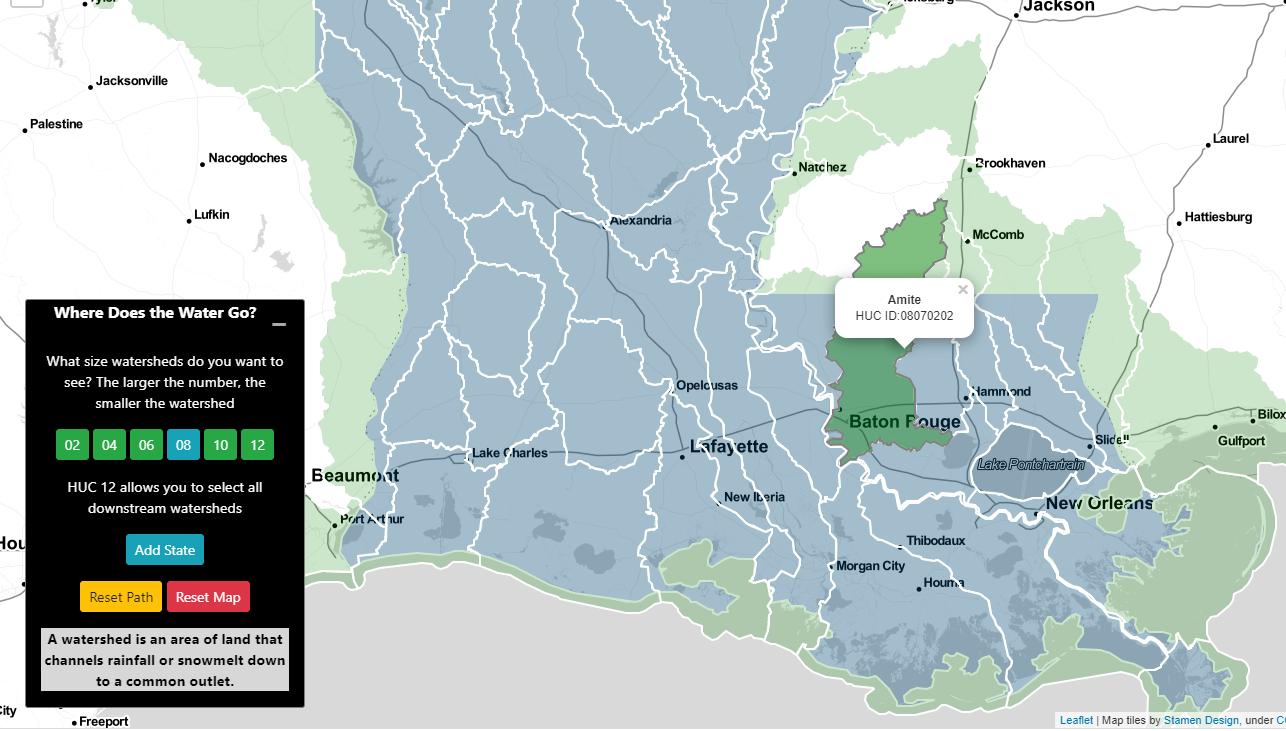 Tyler
Vicksburg
Jackson
Jacksonville
Palestine
Laurel
Nacogdoches
Natchez
Brookhaven
Lufkin
Alexandria
Hattiesburg
McComb
×
Amite
HUC ID:08070202
Where Does the Water Go?
What size watersheds do you want to
see? The larger the number, the
smaller the watershed
02 04 06 08 10 12
HUC 12 allows you to select all
downstream watersheds
Add State
Reset Path Reset Map
A watershed is an area of land that
channels rainfall or snowmelt down
to a common outlet.
Opelousas
Hammond
Baton Rouge
Bilox
Gulfport
Slidell
Lafayette
Lake Charles
Lake Pontchartrain
Beaumont
New Iberia
New Orleans
Port Arthur
Hou
Thibodaux
Morgan City
Houma
City
Freeport
Leaflet | Map tiles by Stamen Design, under C